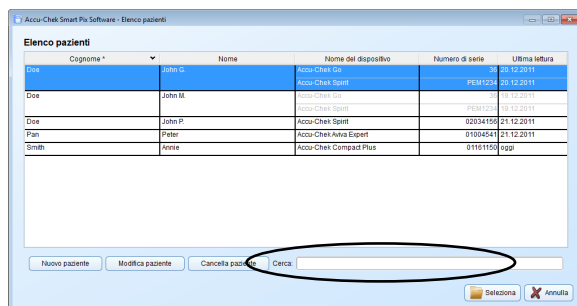 Accu-Chek Smart Pix Software - Elenco pazienti
Elenco pazienti
Cognome * Nome Nome del dispositivo Numero di serie Ultima lettura
Doe John G. Accu-Chek Go 36 20.12.2011
Accu-Chek Spirit PEM1234 20.12.2011
Doe John M. Accu-Chek Go 36 19.12.2011
Accu-Chek Spirit PEM1234 19.12.2011
Doe John P. Accu-Chek Spirit 02034156 21.12.2011
Pan Peter Accu-Chek Aviva Expert 01004541 21.12.2011
Smith Annie Accu-Chek Compact Plus 01161150 oggi
Nuovo paziente Modifica paziente Cancella paziente Cerca:
Seleziona Annulla